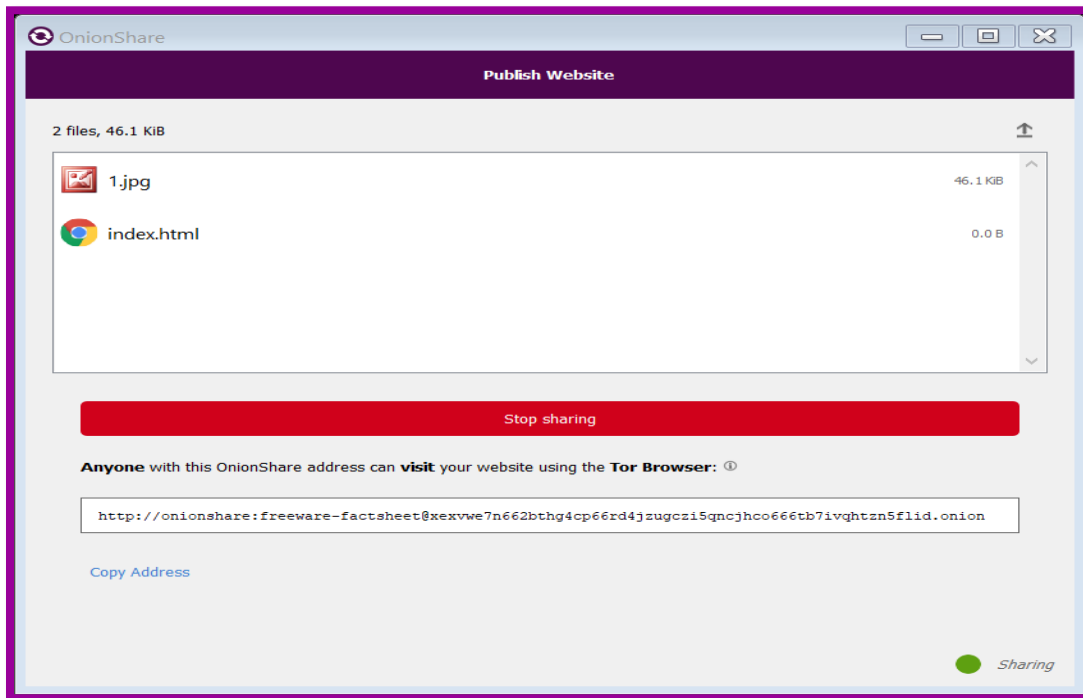 OnionShare
Publish Website
2 files, 46.1 KiB
1.jpg 46.1 KiB
index.html 0.0 B
Stop sharing
Anyone with this OnionShare address can visit your website using the Tor Browser:
http://onionshare:freeware-factsheet@xexvwe7n662bthg4cp66rd4jzugczi5qncjhco666tb7ivqhtzn5flid.onion
Copy Address
Sharing